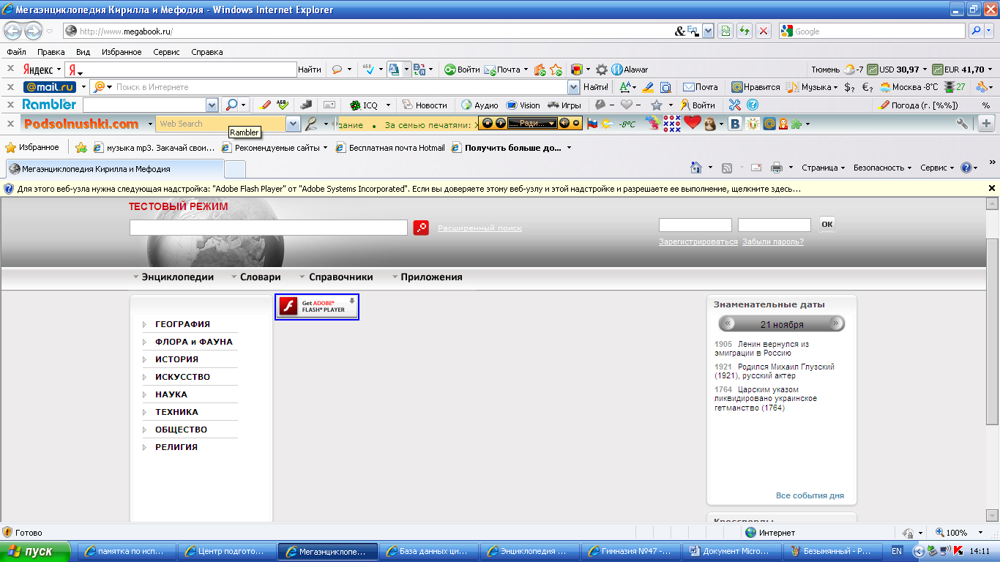 Мегаэнциклопедия Кирилла и Мефодия - Windows Internet Explorer
http://www.megabook.ru/
Google
Файл Правка Вид Избранное Сервис Справка
Яндекс Я Найти Войти Почта Alawar Тюмень -7 USD 30,97 EUR 41,70
@mail.ru Поиск в Интернете Найти! Почта Нравится Музыка Москва -8°C 27
Rambler ICQ Новости Аудио Vision Игры Войти Погода (г. [%%]) %
Podsolnushki.com Web Search дание • За семью печатями: Ради... -8°C
Rambler
Избранное музыка mp3. Закачай свои... Рекомендуемые сайты Бесплатная почта Hotmail Получить больше до...
Мегаэнциклопедия Кирилла и Мефодия Страница Безопасность Сервис
Для этого веб-узла нужна следующая надстройка: "Adobe Flash Player" от "Adobe Systems Incorporated". Если вы доверяете этому веб-узлу и этой надстройке и разрешаете ее выполнение, щелкните здесь...
ТЕСТОВЫЙ РЕЖИМ
Расширенный поиск
ОК
Зарегистрироваться Забыли пароль?
Энциклопедии Словари Справочники Приложения
Get ADOBE®
FLASH® PLAYER
ГЕОГРАФИЯ
ФЛОРА и ФАУНА
ИСТОРИЯ
ИСКУССТВО
НАУКА
ТЕХНИКА
ОБЩЕСТВО
РЕЛИГИЯ
Знаменательные даты
« 21 ноября »
1905 Ленин вернулся из
эмиграции в Россию
1921 Родился Михаил Глузский
(1921), русский актер
1764 Царским указом
ликвидировано украинское
гетманство (1764)
Все события дня
Кроссворды
Готово Интернет 100%
пуск памятка по исп... Центр подгото... Мегаэнциклопе... База данных ци... Энциклопедия ... Гимназия N47 -... Документ Micro... Безымянный - P... EN 14:11